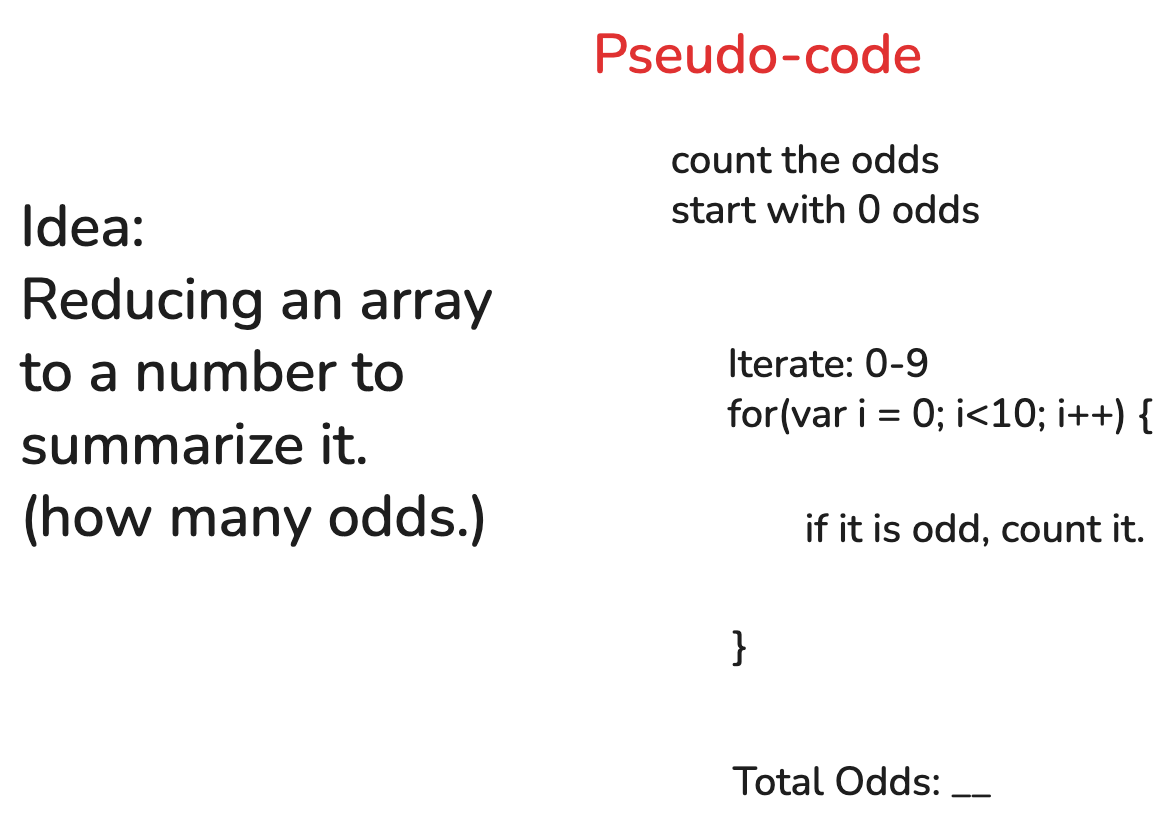 Pseudo-code
count the odds
start with 0 odds
Idea:
Reducing an array
to a number to
summarize it.
(how many odds.)
Iterate: 0-9
for(var i = 0; i<10; i++) {
if it is odd, count it.
}
Total Odds: __